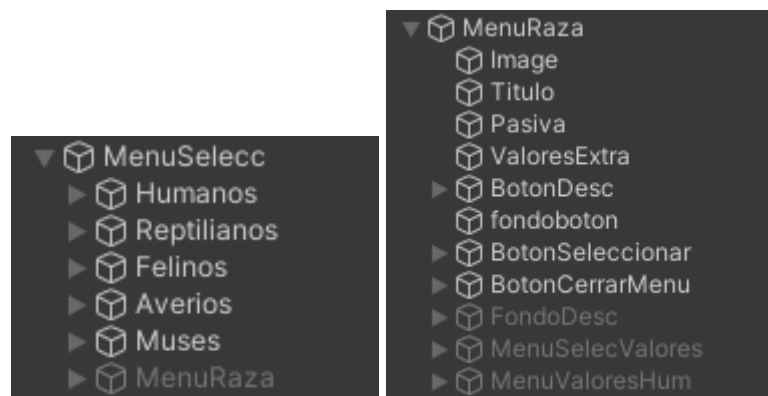 MenuSelecc
Humanos
Reptilianos
Felinos
Averios
Muses
MenuRaza
MenuRaza
Image
Titulo
Pasiva
ValoresExtra
BotonDesc
fondoboton
BotonSeleccionar
BotonCerrarMenu
FondoDesc
MenuSelecValores
MenuValoresHum